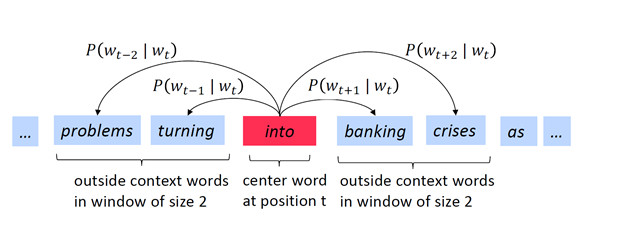 P(w_{t−2} | w_t) P(w_{t+2} | w_t)
P(w_{t−1} | w_t) P(w_{t+1} | w_t)
... problems turning into banking crises as ...
outside context words center word outside context words
in window of size 2 at position t in window of size 2